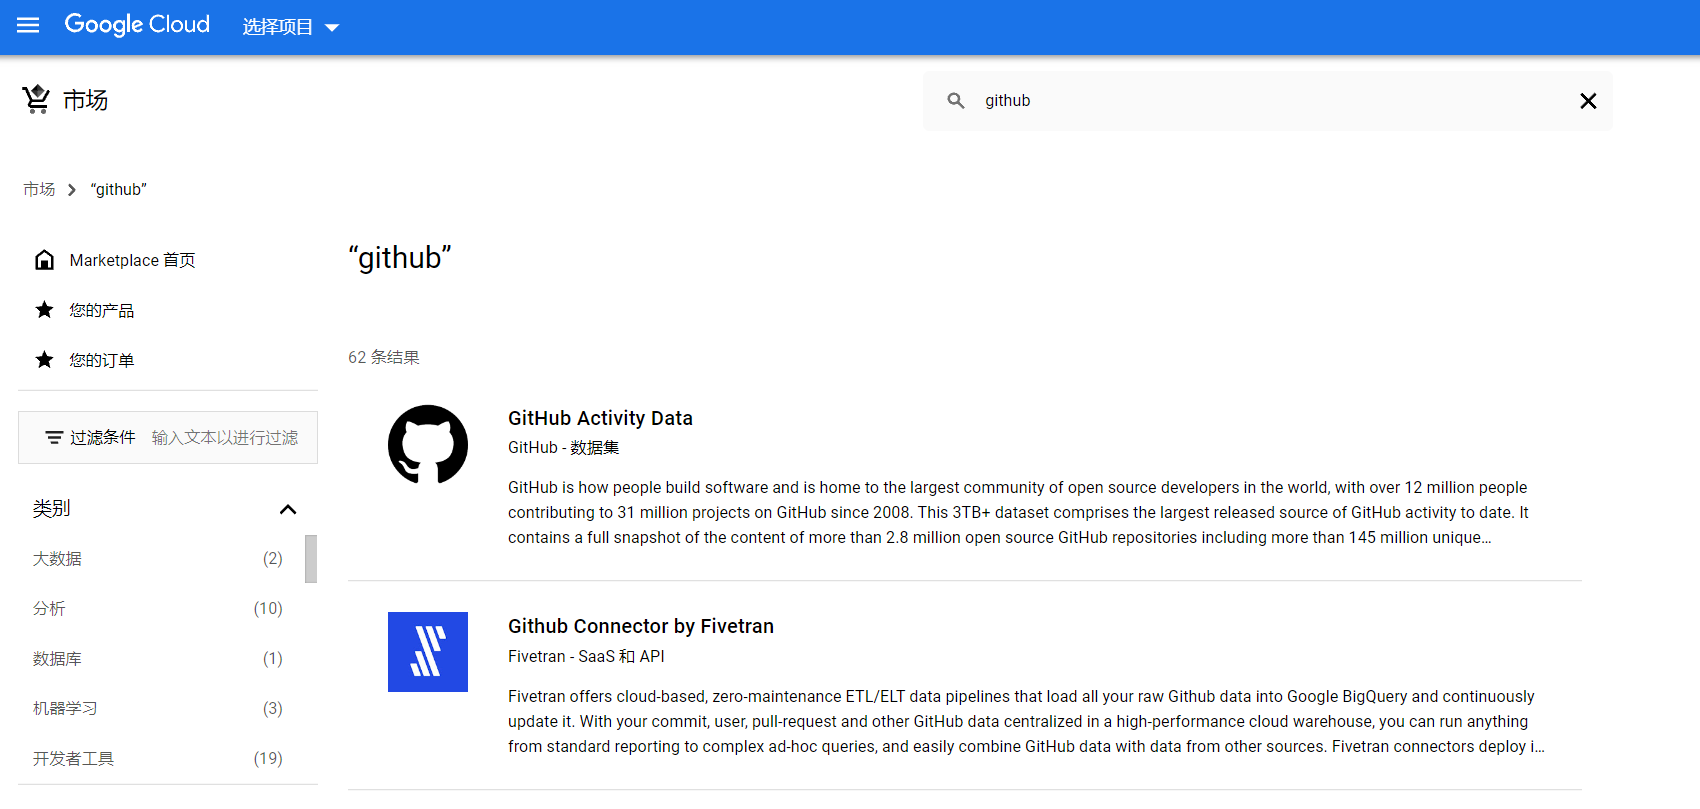 Google Cloud 选择项目
市场
github
市场 “github”
Marketplace 首页
您的产品
您的订单
过滤条件 输入文本以进行过滤
类别
大数据 (2)
分析 (10)
数据库 (1)
机器学习 (3)
开发者工具 (19)
“github”
62 条结果
GitHub Activity Data
GitHub - 数据集
GitHub is how people build software and is home to the largest community of open source developers in the world, with over 12 million people
contributing to 31 million projects on GitHub since 2008. This 3TB+ dataset comprises the largest released source of GitHub activity to date. It
contains a full snapshot of the content of more than 2.8 million open source GitHub repositories including more than 145 million unique…
Github Connector by Fivetran
Fivetran - SaaS 和 API
Fivetran offers cloud-based, zero-maintenance ETL/ELT data pipelines that load all your raw Github data into Google BigQuery and continuously
update it. With your commit, user, pull-request and other GitHub data centralized in a high-performance cloud warehouse, you can run anything
from standard reporting to complex ad-hoc queries, and easily combine GitHub data with data from other sources. Fivetran connectors deploy i…